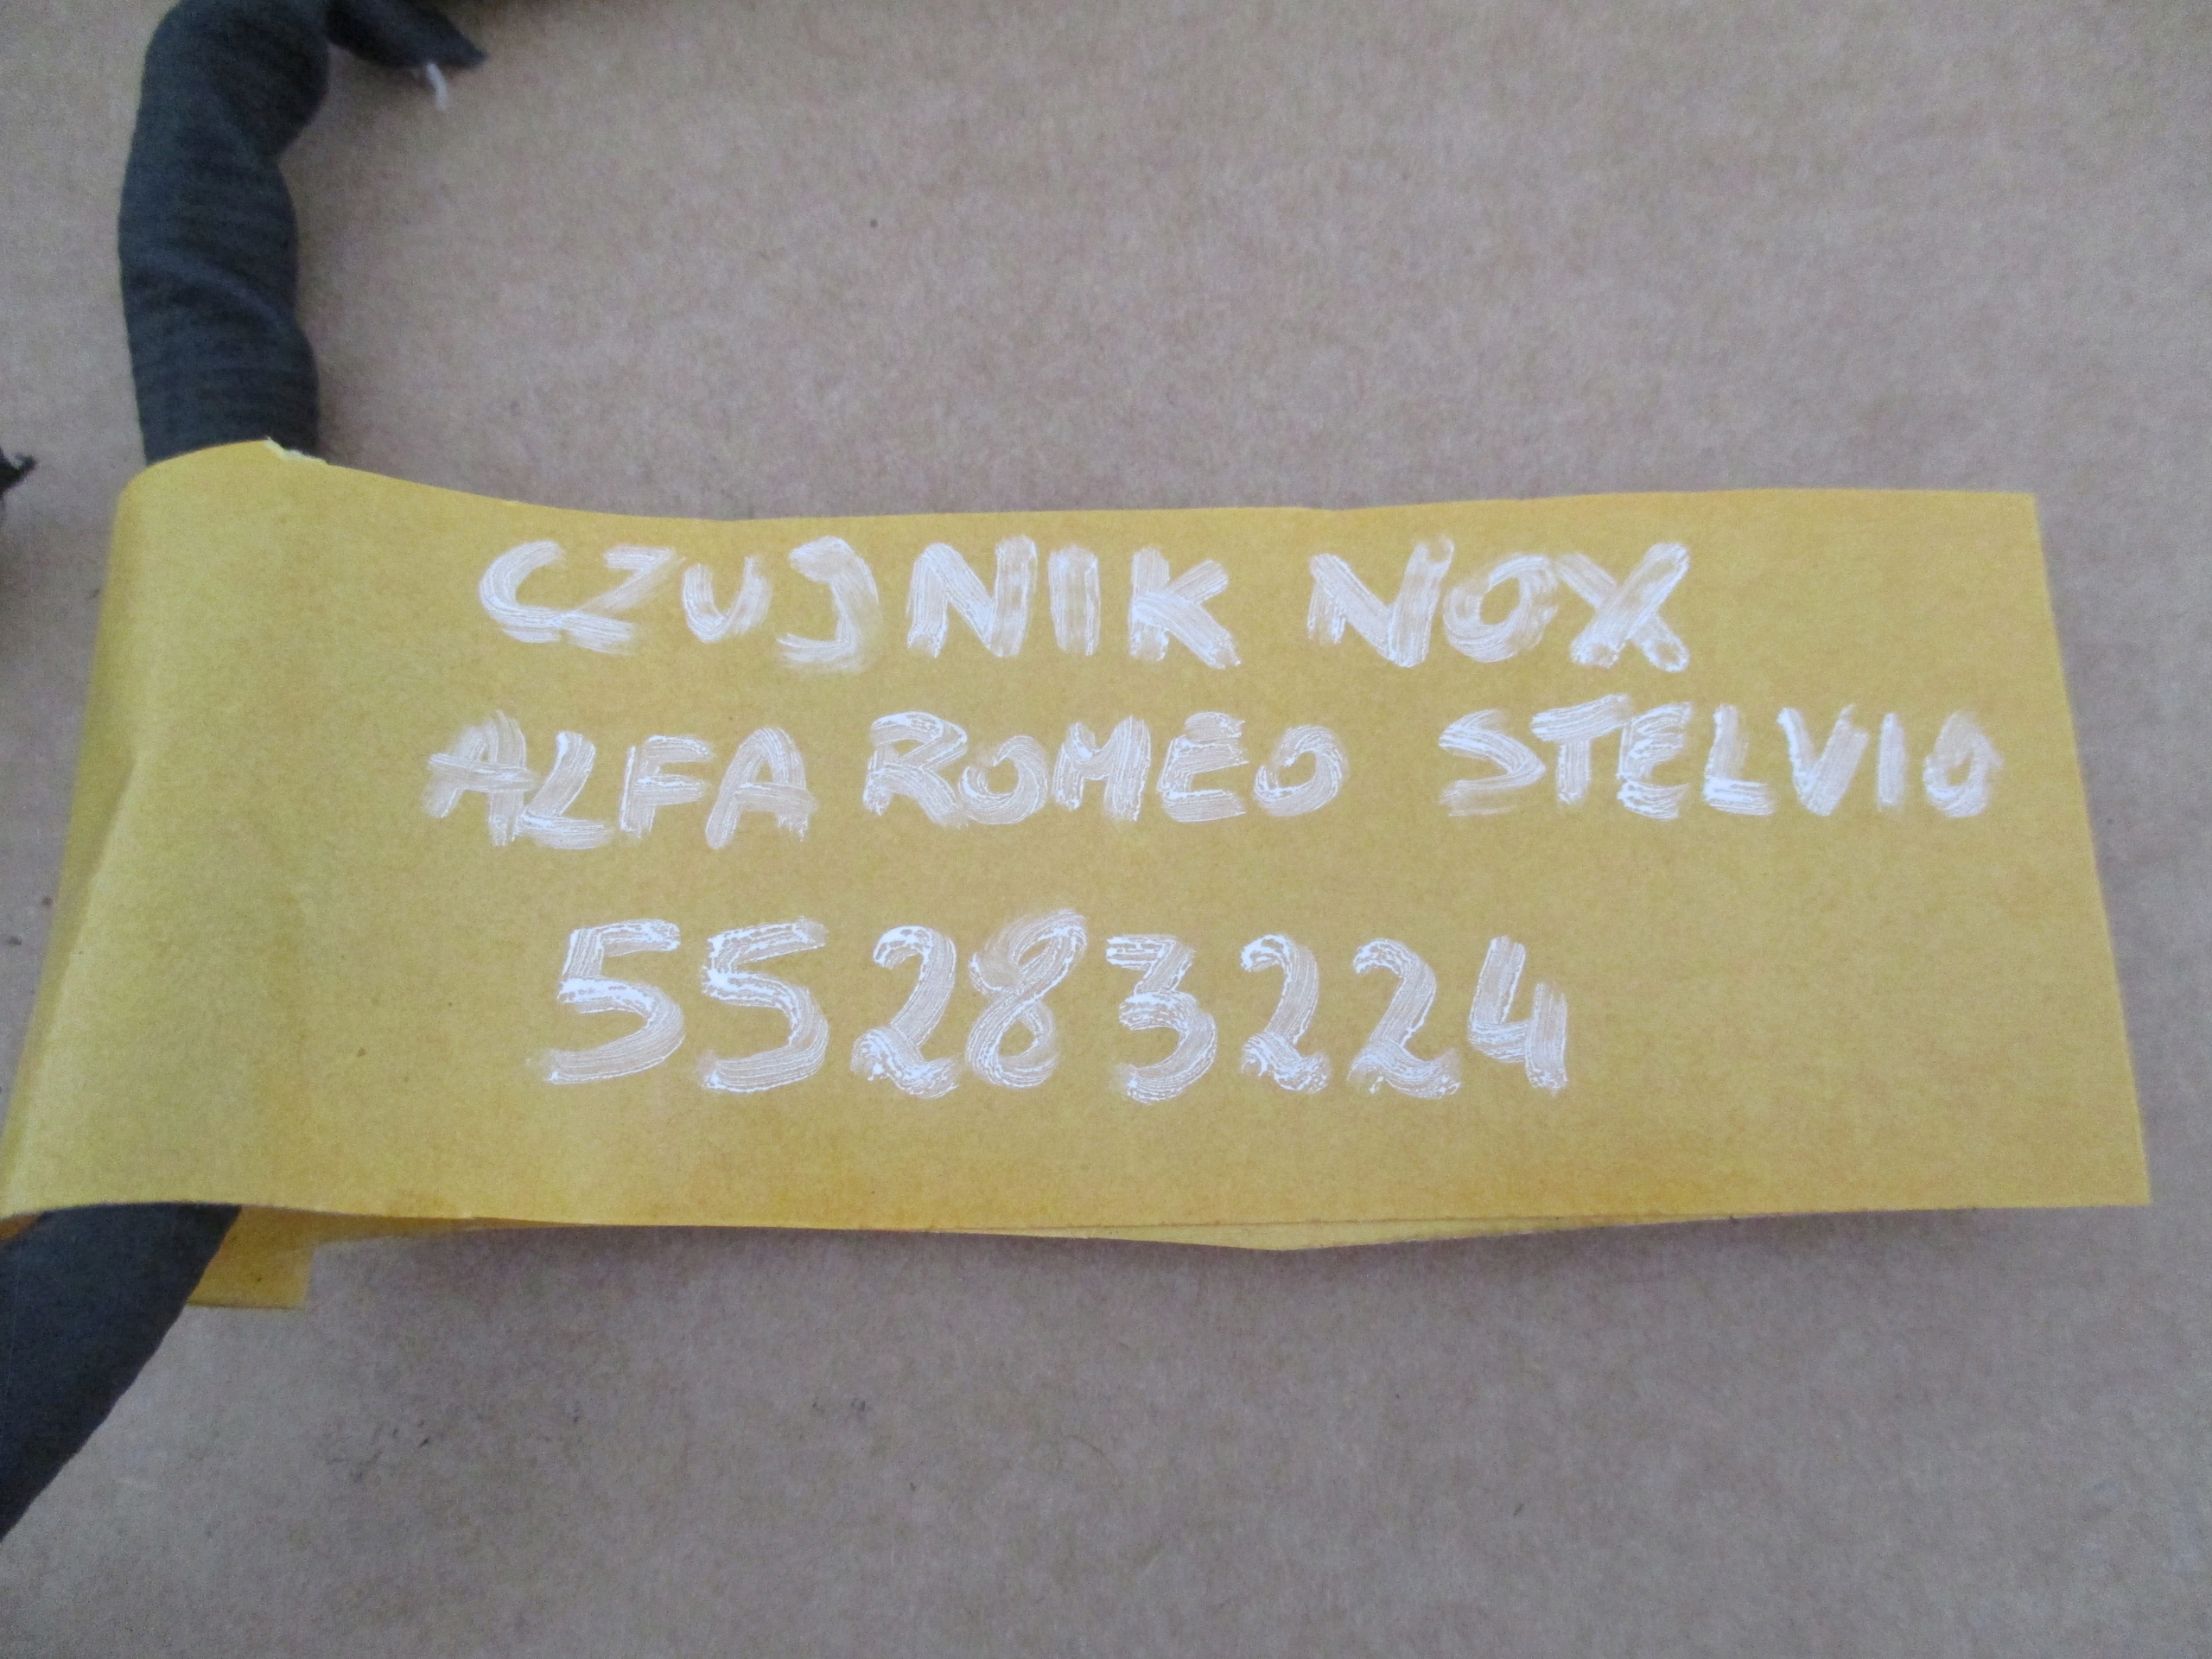 CZUJNIK NOX
ALFA ROMEO STELVIO
55283224